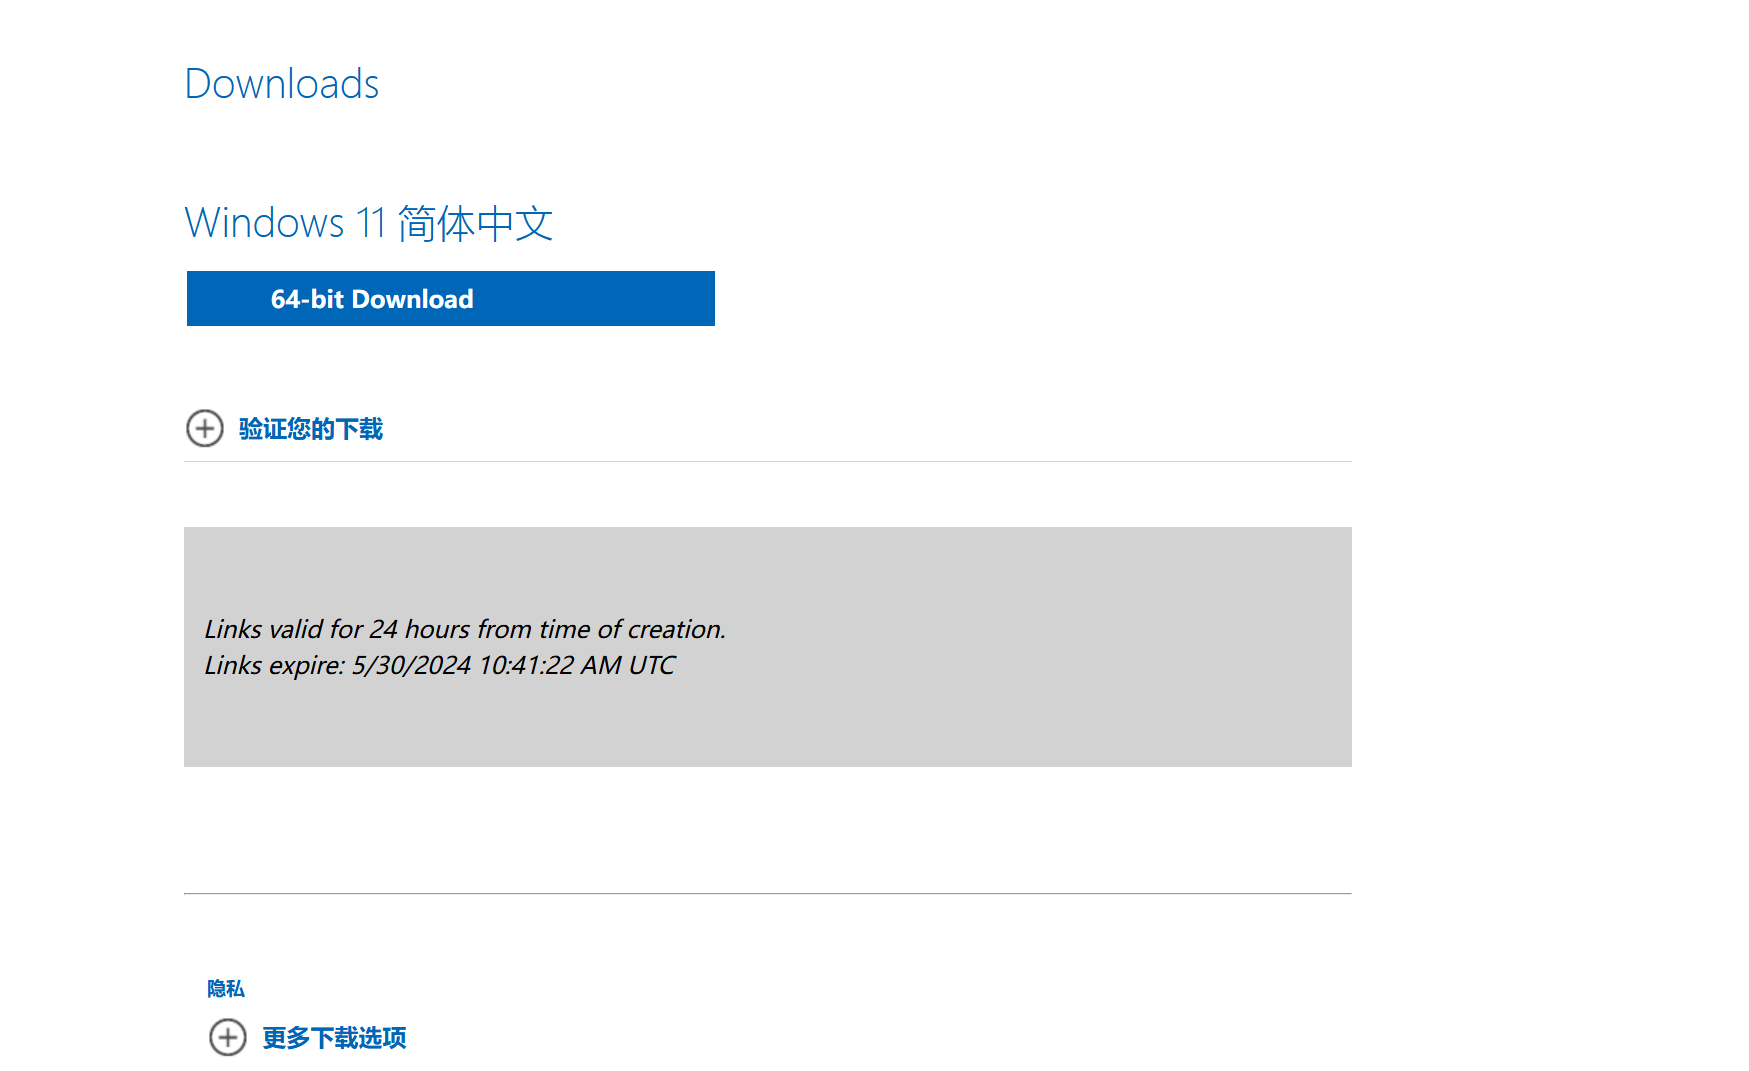 Downloads
Windows 11 简体中文
64-bit Download
验证您的下载
Links valid for 24 hours from time of creation.
Links expire: 5/30/2024 10:41:22 AM UTC
隐私
更多下载选项